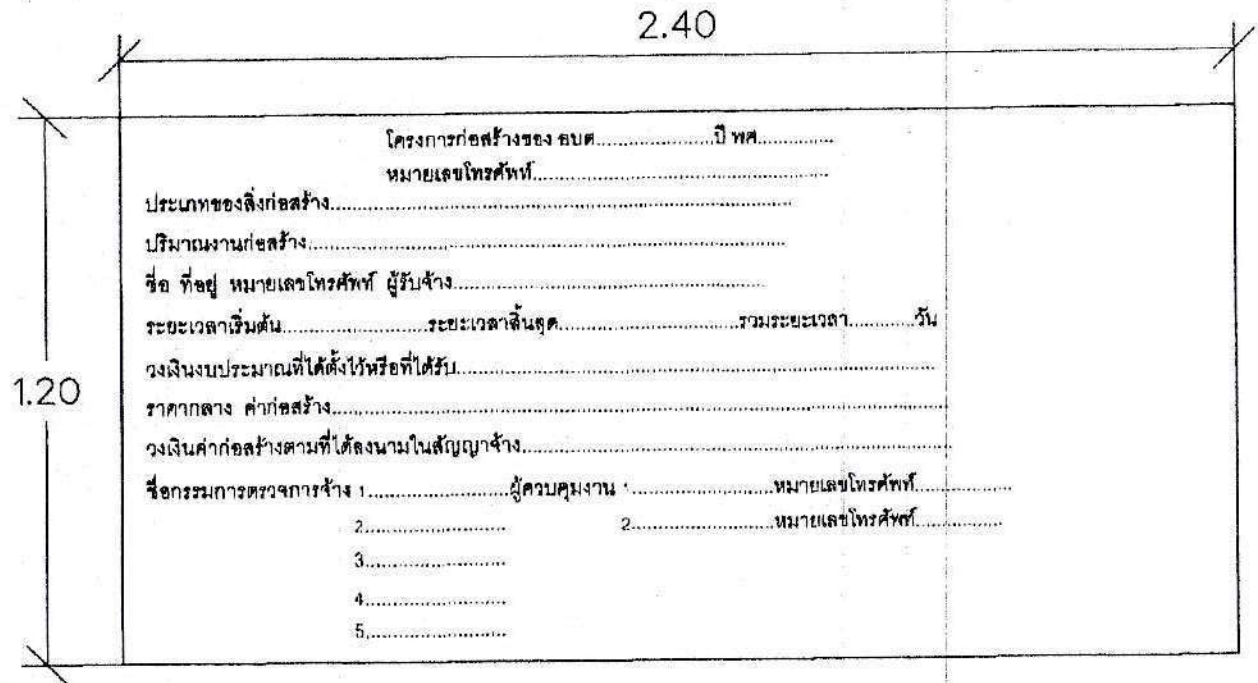 2.40
โครงการก่อสร้างของ อบต....................ปี พศ.............
หมายเลขโทรศัพท์..................................................
ประเภทของสิ่งก่อสร้าง..............................................................................
ปริมาณงานก่อสร้าง................................................................................
ชื่อ ที่อยู่ หมายเลขโทรศัพท์ ผู้รับจ้าง....................................................
ระยะเวลาเริ่มต้น........................ระยะเวลาสิ้นสุด..............................รวมระยะเวลา...........วัน
วงเงินงบประมาณที่ได้ตั้งไว้หรือที่ได้รับ................................................................................
1.20
ราคากลาง ค่าก่อสร้าง.......................................................................................................
วงเงินค่าก่อสร้างตามที่ได้ลงนามในสัญญาจ้าง.......................................................................
ชื่อกรรมการตรวจการจ้าง 1........................ผู้ควบคุมงาน 1........................หมายเลขโทรศัพท์................
2........................ 2........................หมายเลขโทรศัพท์...............
3........................
4........................
5........................